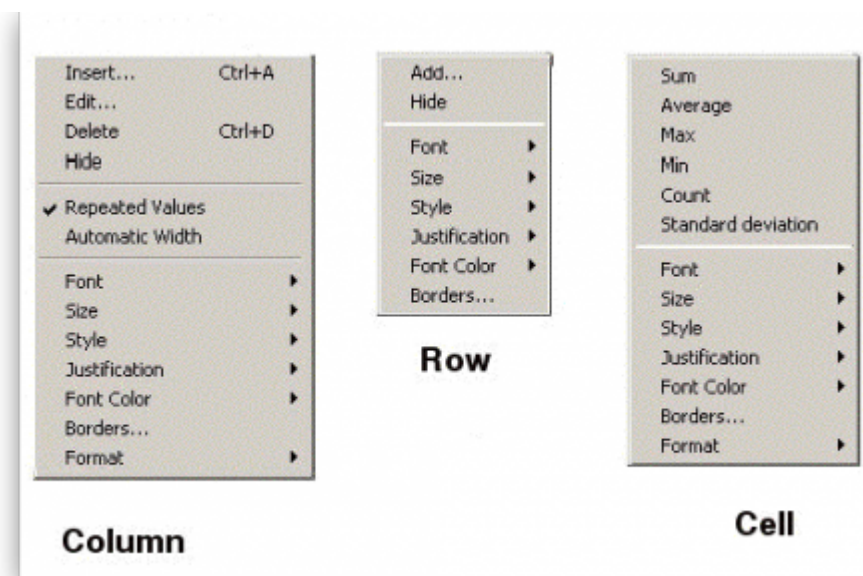 Insert... Ctrl+A
Edit...
Delete Ctrl+D
Hide
Repeated Values
Automatic Width
Font
Size
Style
Justification
Font Color
Borders...
Format
Column
Add...
Hide
Font
Size
Style
Justification
Font Color
Borders...
Row
Sum
Average
Max
Min
Count
Standard deviation
Font
Size
Style
Justification
Font Color
Borders...
Format
Cell